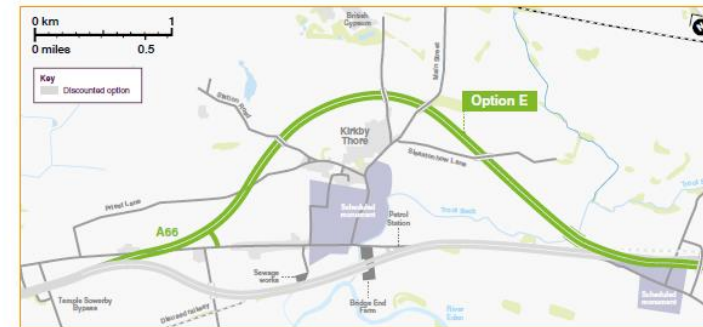 0 km 1
0 miles 0.5
Key
Discounted option
British
Gypsum
Main Street
Station Road
Option E
Kirkby
Thore
Priest Lane
Scheduled
monument
Petrol
Station
Trout Beck
A66
Sewage
works
Temple Sowerby
Bypass
Disused railway
Bridge End
Farm
River
Eden
Scheduled
monument